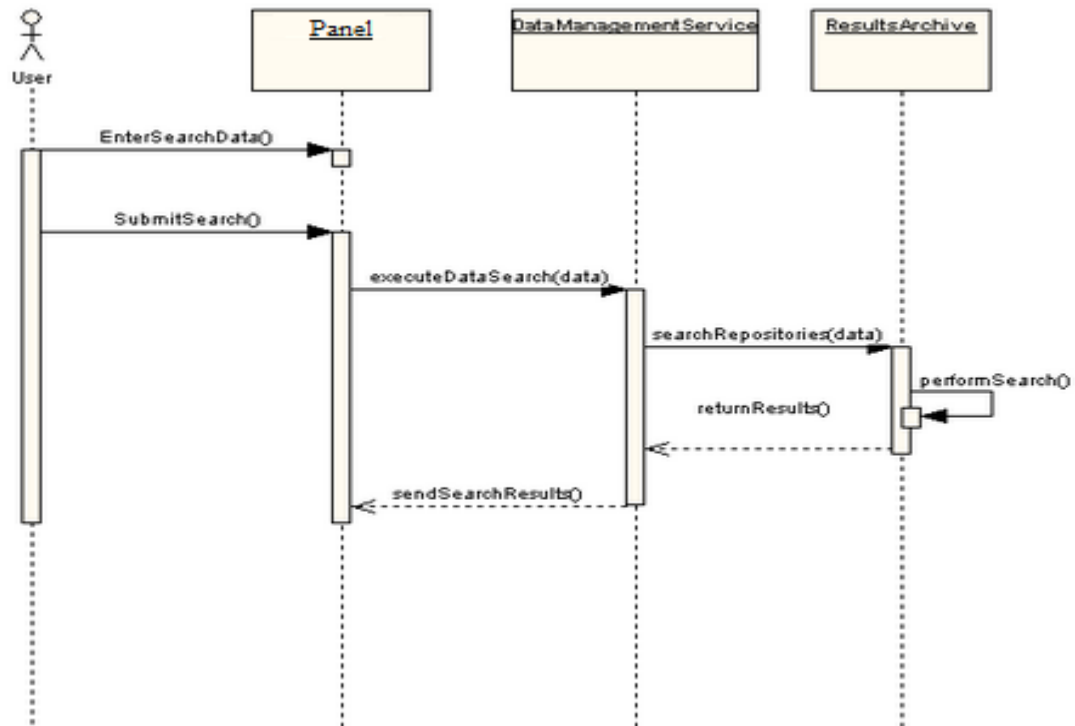 Panel
DataManagementService
ResultsArchive
User
EnterSearchData()
SubmitSearch()
executeDataSearch(data)
searchRepositories(data)
performSearch()
returnResults()
sendSearchResults()